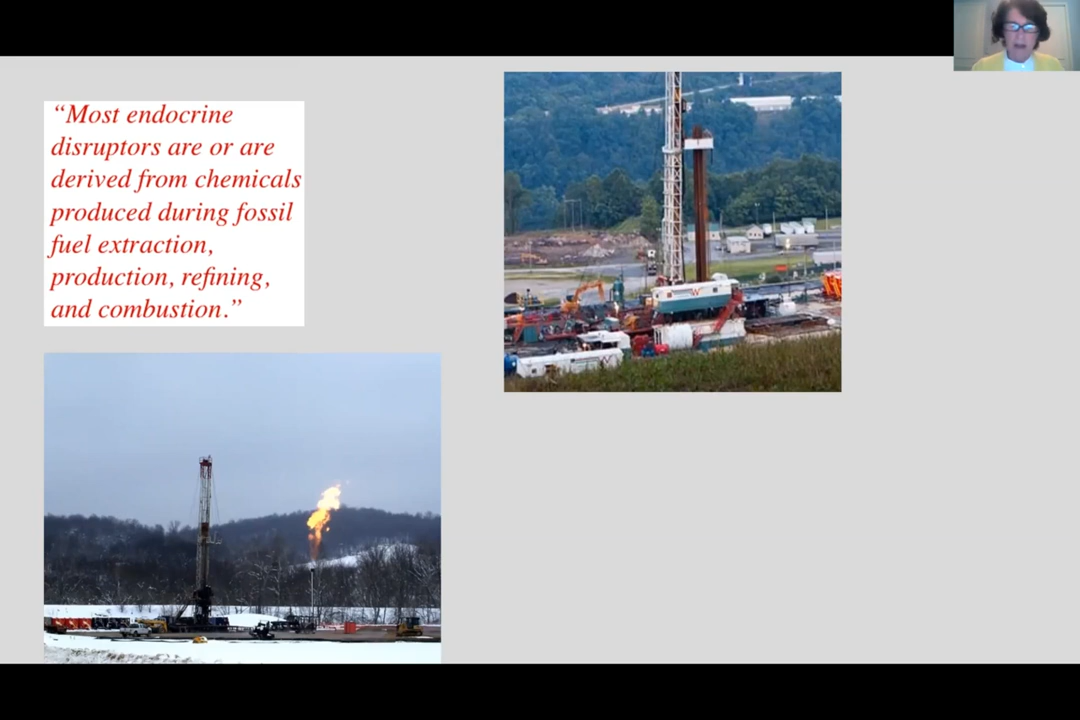 “Most endocrine
disruptors are or are
derived from chemicals
produced during fossil
fuel extraction,
production, refining,
and combustion.”